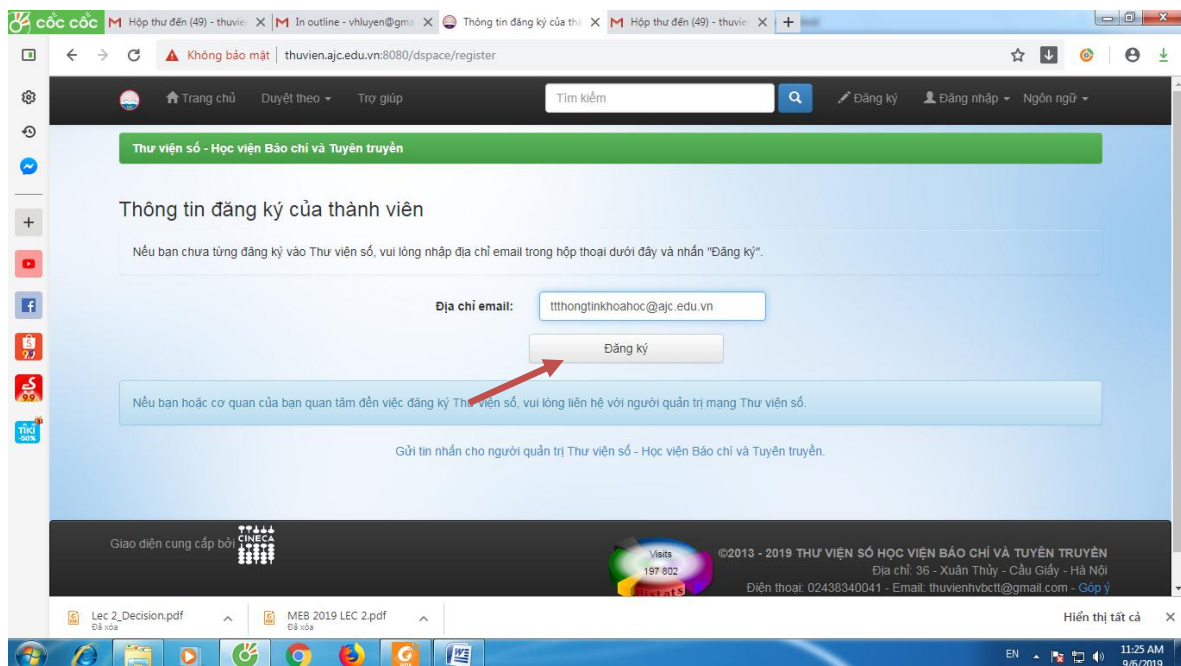 cốc cốc
Hộp thư đến (49) - thuvie
In outline - vhluyen@gma
Thông tin đăng ký của thà
Hộp thư đến (49) - thuvie
Không bảo mật
thuvien.ajc.edu.vn:8080/dspace/register
Trang chủ
Duyệt theo
Trợ giúp
Tìm kiếm
Đăng ký
Đăng nhập
Ngôn ngữ
Thư viện số - Học viện Báo chí và Tuyên truyền
Thông tin đăng ký của thành viên
Nếu bạn chưa từng đăng ký vào Thư viện số, vui lòng nhập địa chỉ email trong hộp thoại dưới đây và nhấn "Đăng ký".
Địa chỉ email:
ttthongtinkhoahoc@ajc.edu.vn
Đăng ký
Nếu bạn hoặc cơ quan của bạn quan tâm đến việc đăng ký Thư viện số, vui lòng liên hệ với người quản trị mạng Thư viện số.
Gửi tin nhắn cho người quản trị Thư viện số - Học viện Báo chí và Tuyên truyền.
Giao diện cung cấp bởi
CINECA
Visits
197 802
©2013 - 2019 THƯ VIỆN SỐ HỌC VIỆN BÁO CHÍ VÀ TUYÊN TRUYỀN
Địa chỉ: 36 - Xuân Thủy - Cầu Giấy - Hà Nội
Điện thoại: 02438340041 - Email: thuvienhvbctt@gmail.com - Góp ý
S
9.9
9.9
TIKI
-50%
Lec 2_Decision.pdf
Đã xóa
MEB 2019 LEC 2.pdf
Đã xóa
Hiển thị tất cả
EN
11:25 AM
9/6/2019